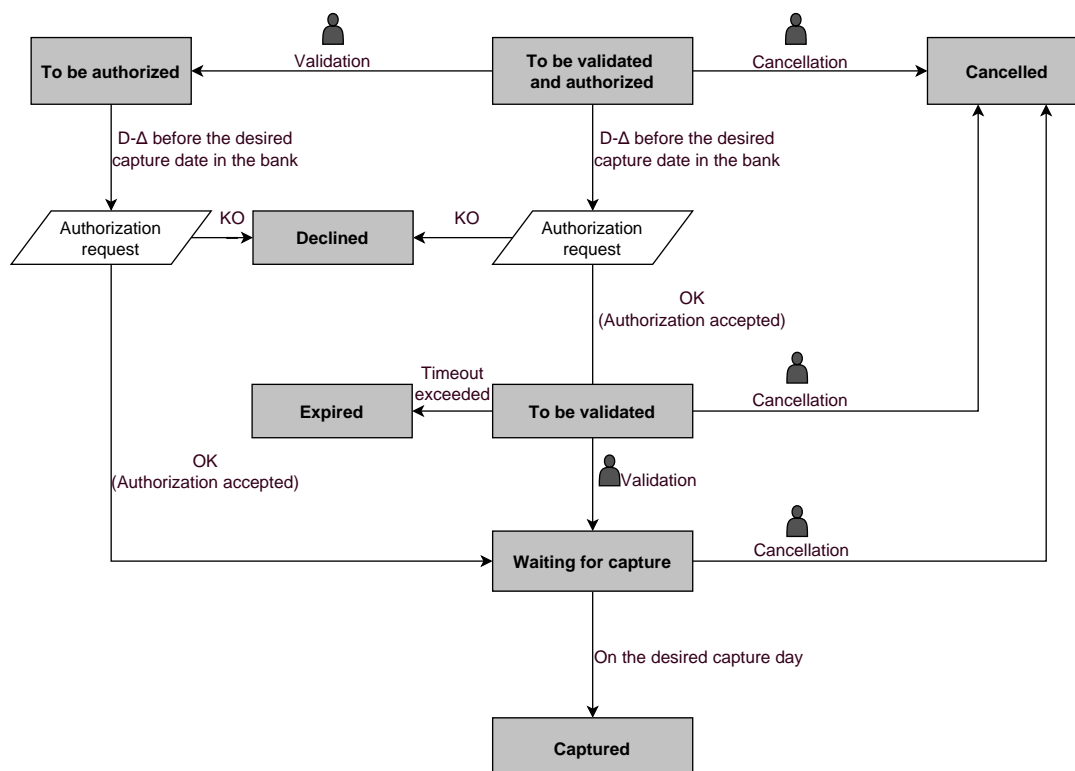 Validation
Cancellation
To be authorized
To be validated
and authorized
Cancelled
D-Δ before the desired
capture date in the bank
D-Δ before the desired
capture date in the bank
Authorization
request
KO
Declined
KO
Authorization
request
OK
(Authorization accepted)
Timeout
exceeded
Expired
To be validated
Cancellation
OK
(Authorization accepted)
Validation
Waiting for capture
Cancellation
On the desired capture day
Captured